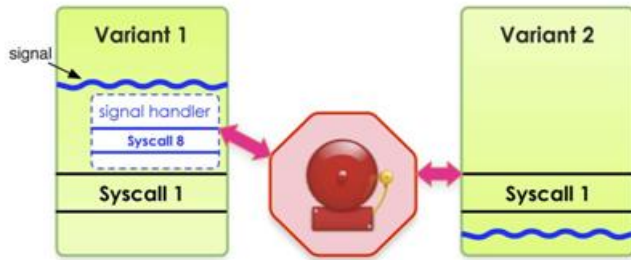 Variant 1
signal
signal handler
Syscall 8
Syscall 1
Variant 2
Syscall 1